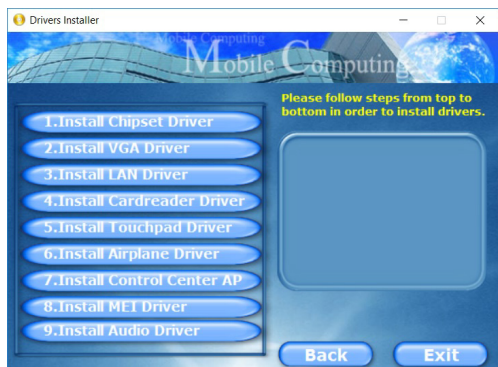 Drivers Installer
Mobile Computing
Mobile Computing
Please follow steps from top to
bottom in order to install drivers.
1.Install Chipset Driver
2.Install VGA Driver
3.Install LAN Driver
4.Install Cardreader Driver
5.Install Touchpad Driver
6.Install Airplane Driver
7.Install Control Center AP
8.Install MEI Driver
9.Install Audio Driver
Back
Exit